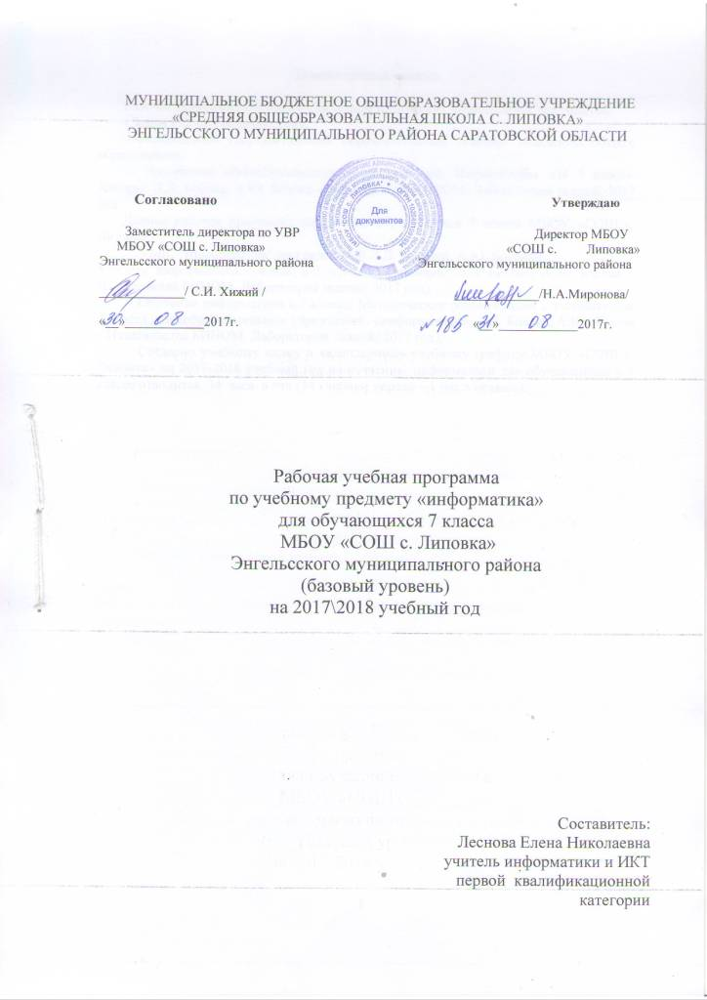 МУНИЦИПАЛЬНОЕ БЮДЖЕТНОЕ ОБЩЕОБРАЗОВАТЕЛЬНОЕ УЧРЕЖДЕНИЕ
«СРЕДНЯЯ ОБЩЕОБРАЗОВАТЕЛЬНАЯ ШКОЛА С. ЛИПОВКА»
ЭНГЕЛЬССКОГО МУНИЦИПАЛЬНОГО РАЙОНА САРАТОВСКОЙ ОБЛАСТИ
Согласовано
Заместитель директора по УВР
МБОУ «СОШ с. Липовка»
Энгельсского муниципального района
/ С.И. Хижий /
«30» 08 2017г.
Для
документов
Утверждаю
Директор МБОУ
«СОШ с. Липовка»
Энгельсского муниципального района
/Н.А.Миронова/
№ 185 «31» 08 2017г.
Рабочая учебная программа
по учебному предмету «информатика»
для обучающихся 7 класса
МБОУ «СОШ с. Липовка»
Энгельсского муниципального района
(базовый уровень)
на 2017\2018 учебный год
Составитель:
Леснова Елена Николаевна
учитель информатики и ИКТ
первой квалификационной
категории